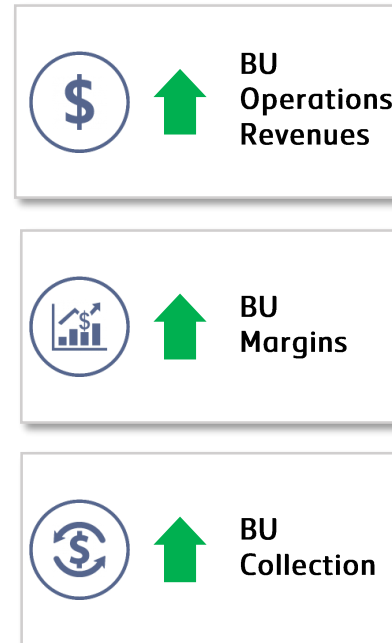 $
BU
Operations
Revenues
$
BU
Margins
$
BU
Collection